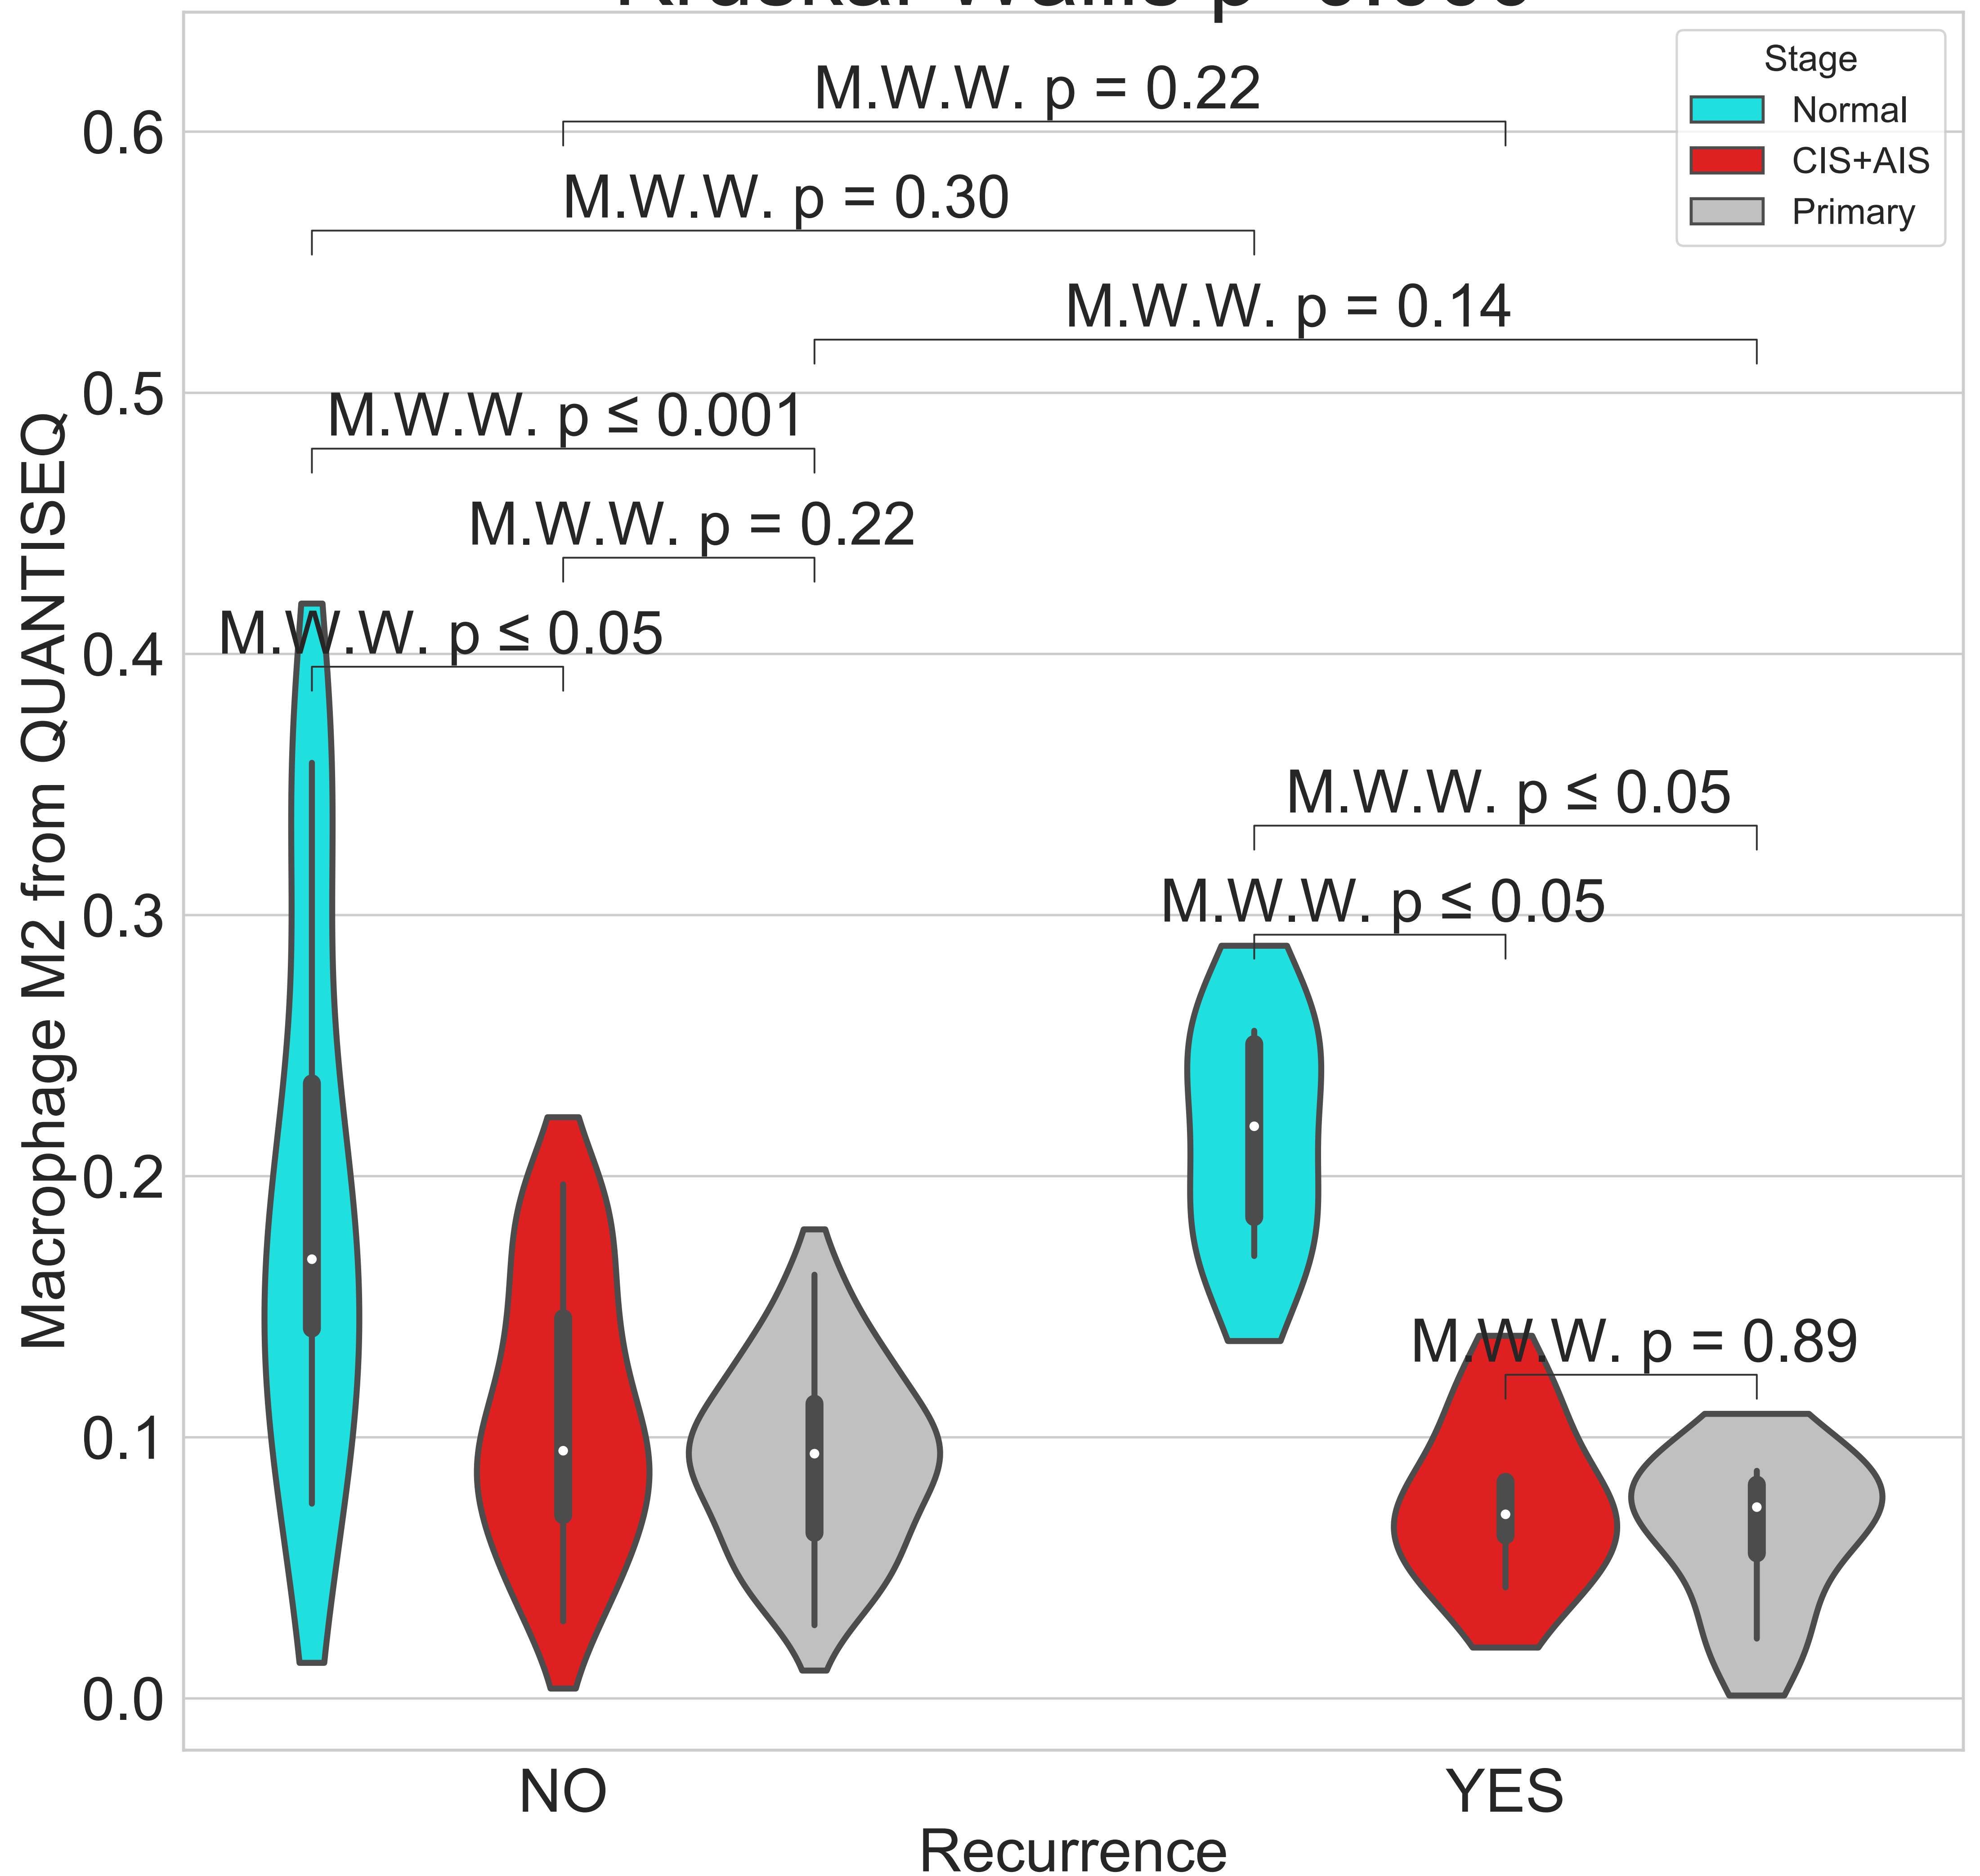 M.W.W. p = 0.22
M.W.W. p = 0.30
M.W.W. p = 0.14
M.W.W. p ≤ 0.001
M.W.W. p = 0.22
M.W.W. p ≤ 0.05
M.W.W. p ≤ 0.05
M.W.W. p ≤ 0.05
M.W.W. p = 0.89
Stage
Normal
CIS+AIS
Primary
Macrophage M2 from QUANTISEQ
0.6
0.5
0.4
0.3
0.2
0.1
0.0
NO
YES
Recurrence